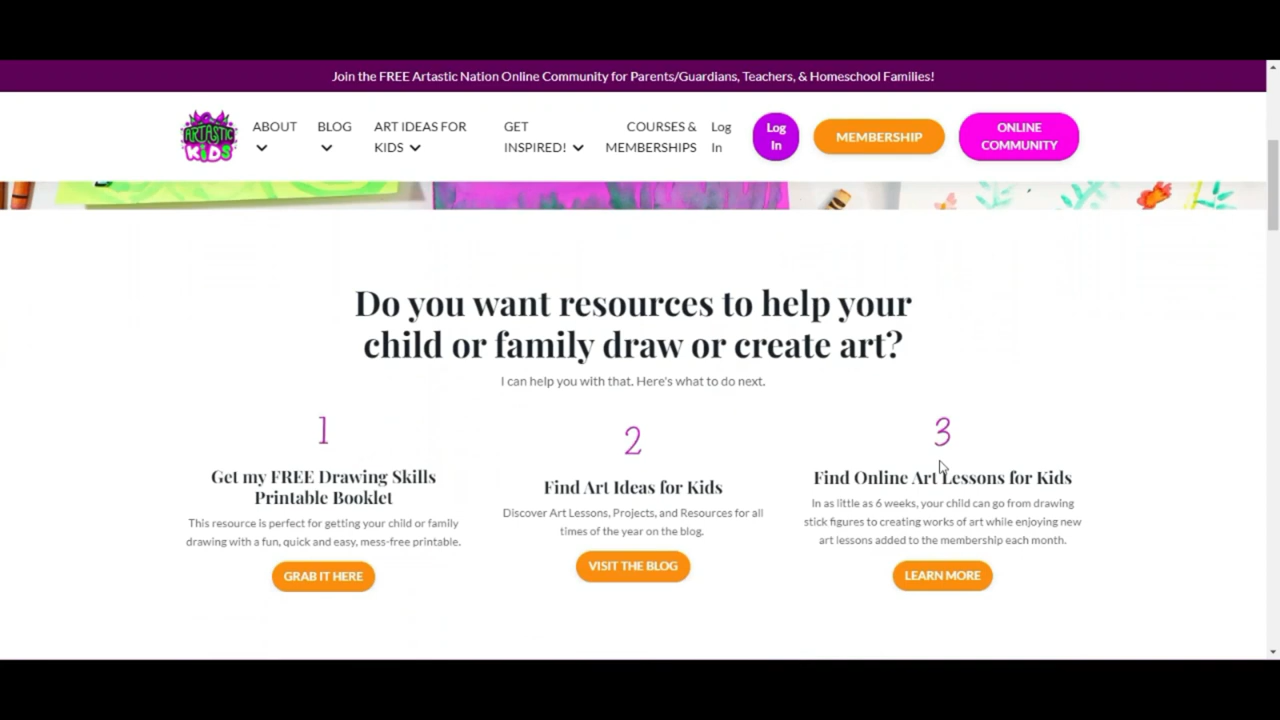 Join the FREE Artastic Nation Online Community for Parents/Guardians, Teachers, & Homeschool Families!
ARTASTIC
KIDS
ABOUT
BLOG
ART IDEAS FOR
KIDS
GET
INSPIRED!
COURSES &
MEMBERSHIPS
Log
In
Log
In
MEMBERSHIP
ONLINE
COMMUNITY
Do you want resources to help your
child or family draw or create art?
I can help you with that. Here's what to do next.
1
Get my FREE Drawing Skills
Printable Booklet
This resource is perfect for getting your child or family
drawing with a fun, quick and easy, mess-free printable.
GRAB IT HERE
2
Find Art Ideas for Kids
Discover Art Lessons, Projects, and Resources for all
times of the year on the blog.
VISIT THE BLOG
3
Find Online Art Lessons for Kids
In as little as 6 weeks, your child can go from drawing
stick figures to creating works of art while enjoying new
art lessons added to the membership each month.
LEARN MORE